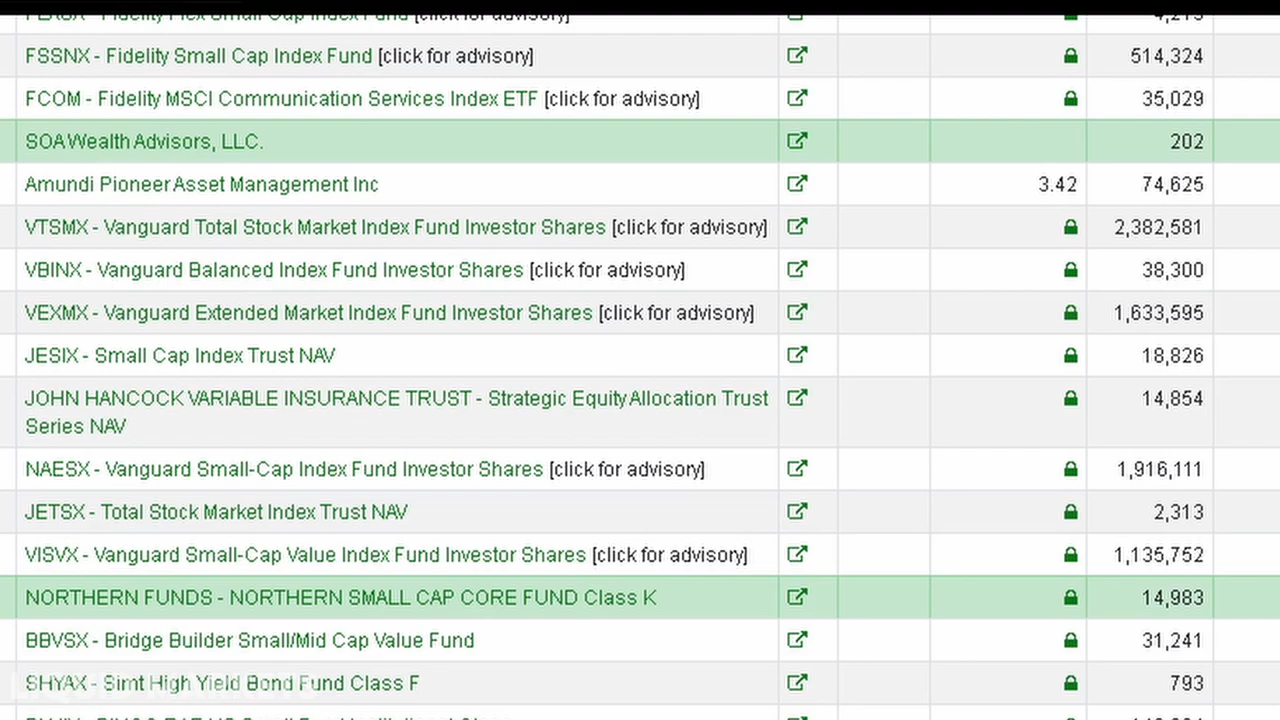 FSSNX - Fidelity Small Cap Index Fund [click for advisory] 514,324
FCOM - Fidelity MSCI Communication Services Index ETF [click for advisory] 35,029
SOA Wealth Advisors, LLC. 202
Amundi Pioneer Asset Management Inc 3.42 74,625
VTSMX - Vanguard Total Stock Market Index Fund Investor Shares [click for advisory] 2,382,581
VBINX - Vanguard Balanced Index Fund Investor Shares [click for advisory] 38,300
VEXMX - Vanguard Extended Market Index Fund Investor Shares [click for advisory] 1,633,595
JESIX - Small Cap Index Trust NAV 18,826
JOHN HANCOCK VARIABLE INSURANCE TRUST - Strategic Equity Allocation Trust 14,854
Series NAV
NAESX - Vanguard Small-Cap Index Fund Investor Shares [click for advisory] 1,916,111
JETSX - Total Stock Market Index Trust NAV 2,313
VISVX - Vanguard Small-Cap Value Index Fund Investor Shares [click for advisory] 1,135,752
NORTHERN FUNDS - NORTHERN SMALL CAP CORE FUND Class K 14,983
BBVSX - Bridge Builder Small/Mid Cap Value Fund 31,241
SHYAX - Simt High Yield Bond Fund Class F 793